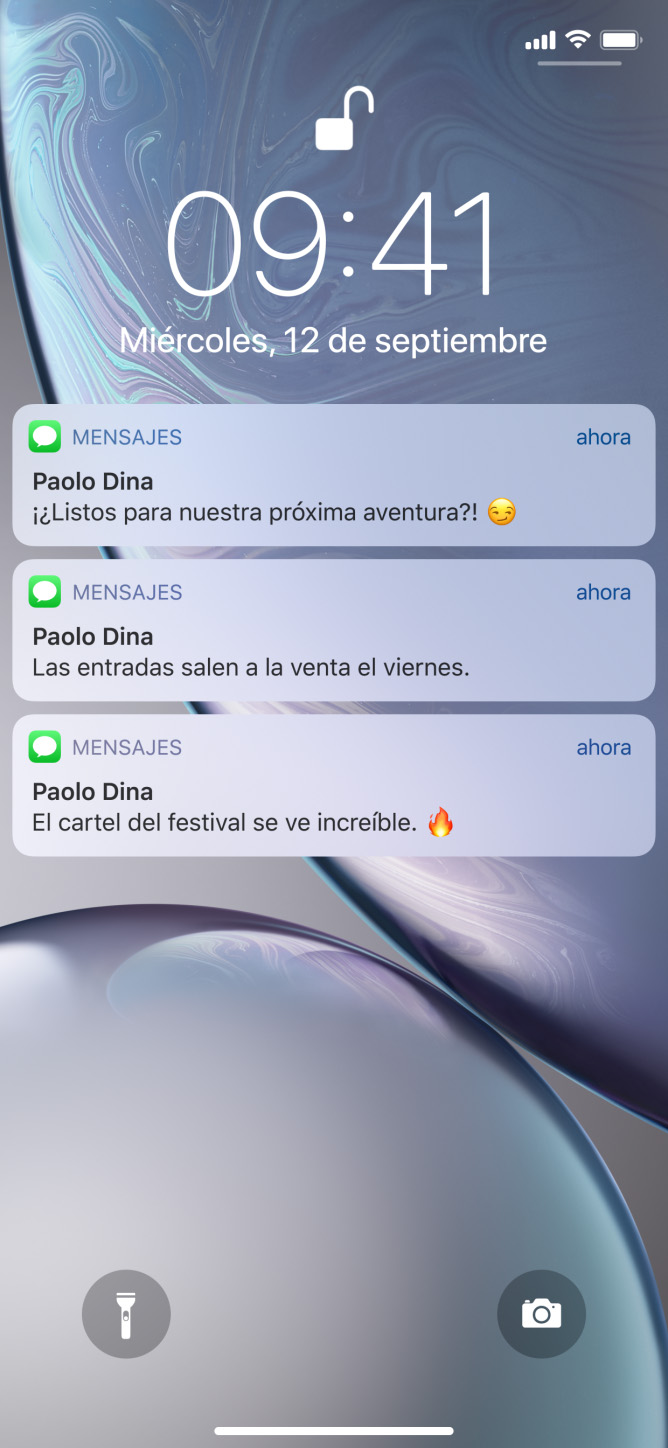 09:41
Miércoles, 12 de septiembre
MENSAJES ahora
Paolo Dina
¡¿Listos para nuestra próxima aventura?! 😏
MENSAJES ahora
Paolo Dina
Las entradas salen a la venta el viernes.
MENSAJES ahora
Paolo Dina
El cartel del festival se ve increíble. 🔥